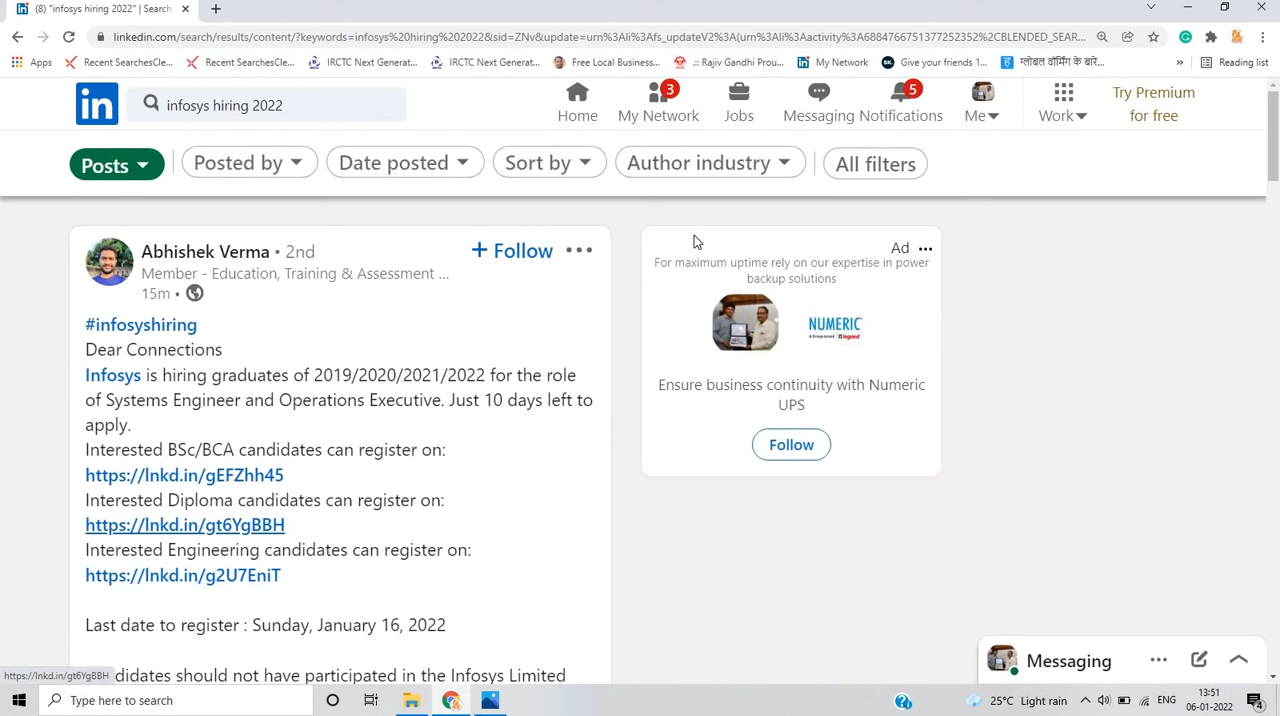 (8) "infosys hiring 2022" | Search
linkedin.com/search/results/content/?keywords=infosys%20hiring%202022&sid=ZNv&update=urn%3Ali%3Afs_updateV2%3A(urn%3Ali%3Aactivity%3A6884766751377252352%2CBLENDED_SEAR...
Apps
Recent SearchesCle...
Recent SearchesCle...
IRCTC Next Generat...
IRCTC Next Generat...
Free Local Business...
.:: Rajiv Gandhi Prou...
My Network
Give your friends 1...
ग्लोबल वॉर्मिंग के बारे...
»
Reading list
in
infosys hiring 2022
3
5
Home
My Network
Jobs
Messaging
Notifications
Me
Work
Try Premium
for free
Posts
Posted by
Date posted
Sort by
Author industry
All filters
Abhishek Verma • 2nd
Member - Education, Training & Assessment ...
15m •
+ Follow
#infosyshiring
Dear Connections
Infosys is hiring graduates of 2019/2020/2021/2022 for the role
of Systems Engineer and Operations Executive. Just 10 days left to
apply.
Interested BSc/BCA candidates can register on:
https://lnkd.in/gEFZhh45
Interested Diploma candidates can register on:
https://lnkd.in/gt6YgBBH
Interested Engineering candidates can register on:
https://lnkd.in/g2U7EniT
Last date to register : Sunday, January 16, 2022
didates should not have participated in the Infosys Limited
Ad
For maximum uptime rely on our expertise in power
backup solutions
NUMERIC
Ensure business continuity with Numeric
UPS
Follow
Messaging
https://lnkd.in/gt6YgBBH
Type here to search
25°C Light rain
ENG
13:51
06-01-2022
4